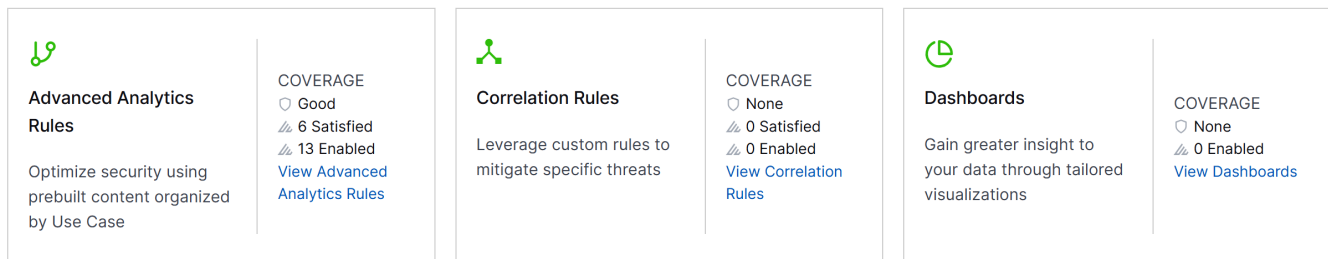 Advanced Analytics
Rules
Optimize security using
prebuilt content organized
by Use Case
COVERAGE
Good
6 Satisfied
13 Enabled
View Advanced
Analytics Rules
Correlation Rules
Leverage custom rules to
mitigate specific threats
COVERAGE
None
0 Satisfied
0 Enabled
View Correlation
Rules
Dashboards
Gain greater insight to
your data through tailored
visualizations
COVERAGE
None
0 Enabled
View Dashboards